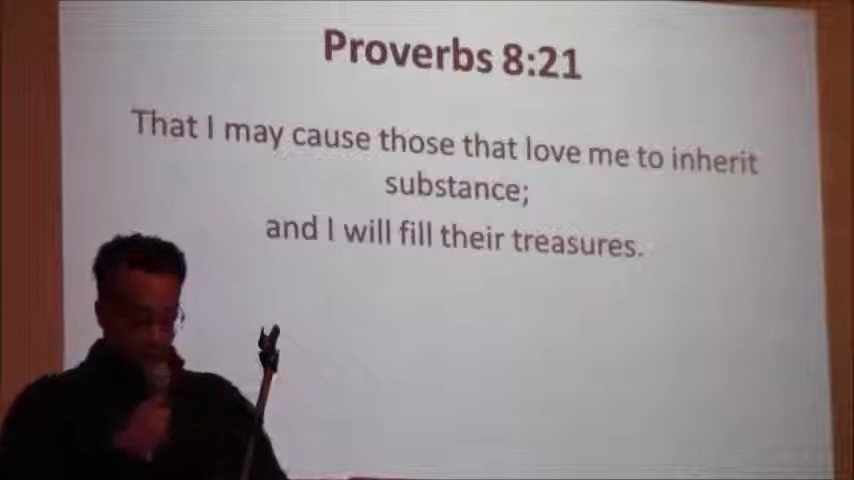 Proverbs 8:21
That I may cause those that love me to inherit
substance;
and I will fill their treasures.